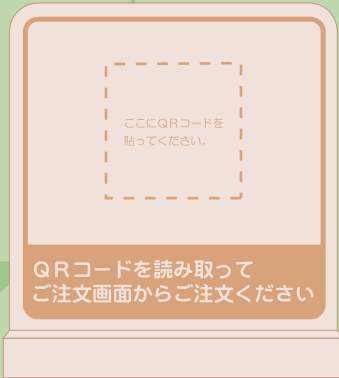 ここにQRコードを
貼ってください。
QRコードを読み取って
ご注文画面からご注文ください